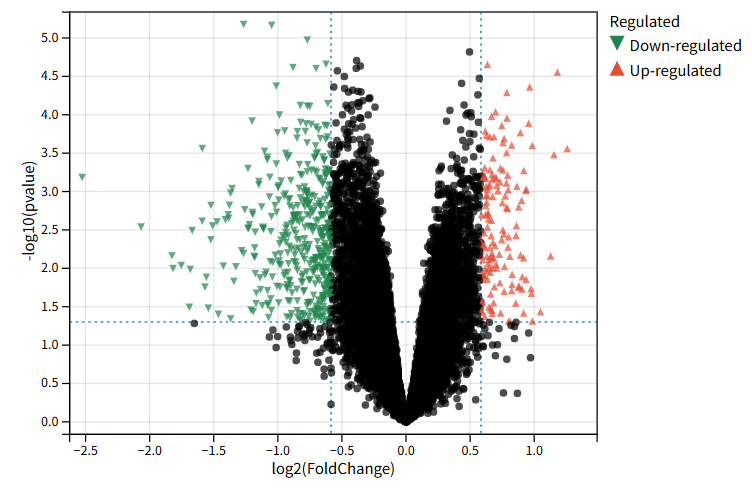 Regulated
Down-regulated
Up-regulated
-log10(pvalue)
5.0
4.5
4.0
3.5
3.0
2.5
2.0
1.5
1.0
0.5
0.0
−2.5 −2.0 −1.5 −1.0 −0.5 0.0 0.5 1.0
log2(FoldChange)